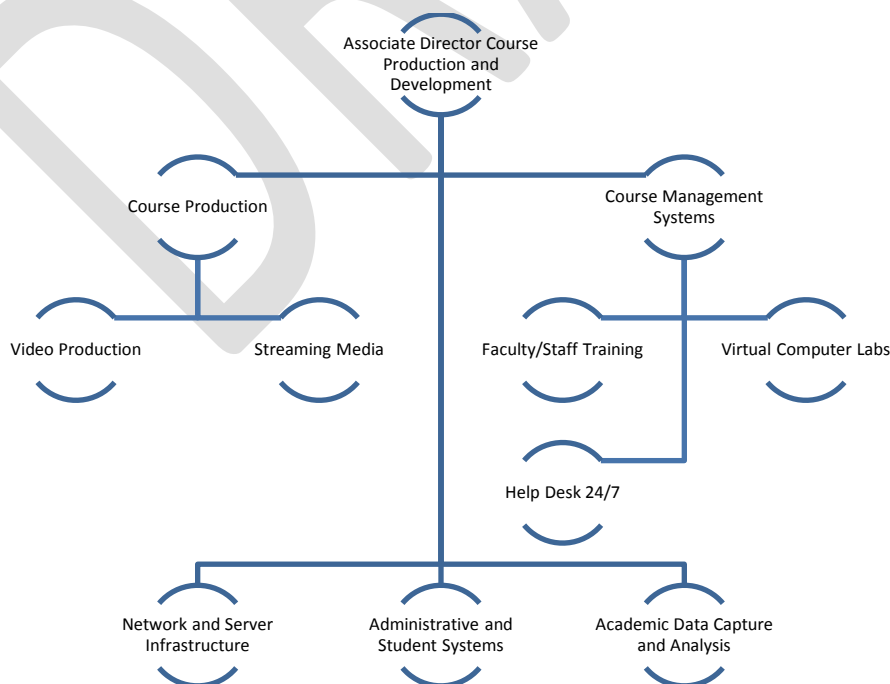 Associate Director Course
Production and
Development
Course Production
Course Management
Systems
Video Production
Streaming Media
Faculty/Staff Training
Virtual Computer Labs
Help Desk 24/7
Network and Server
Infrastructure
Administrative and
Student Systems
Academic Data Capture
and Analysis